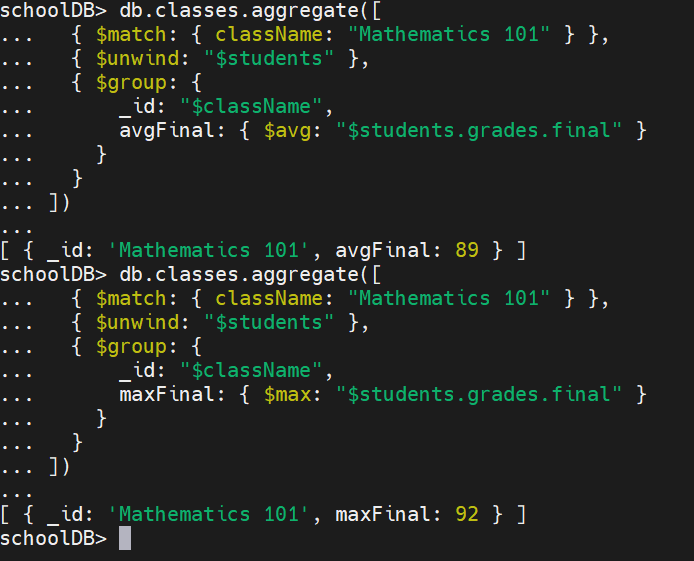 schoolDB> db.classes.aggregate([
...   { $match: { className: "Mathematics 101" } },
...   { $unwind: "$students" },
...   { $group: {
...       _id: "$className",
...       avgFinal: { $avg: "$students.grades.final" }
...     }
...   }
... ])
...
[ { _id: 'Mathematics 101', avgFinal: 89 } ]
schoolDB> db.classes.aggregate([
...   { $match: { className: "Mathematics 101" } },
...   { $unwind: "$students" },
...   { $group: {
...       _id: "$className",
...       maxFinal: { $max: "$students.grades.final" }
...     }
...   }
... ])
...
[ { _id: 'Mathematics 101', maxFinal: 92 } ]
schoolDB>